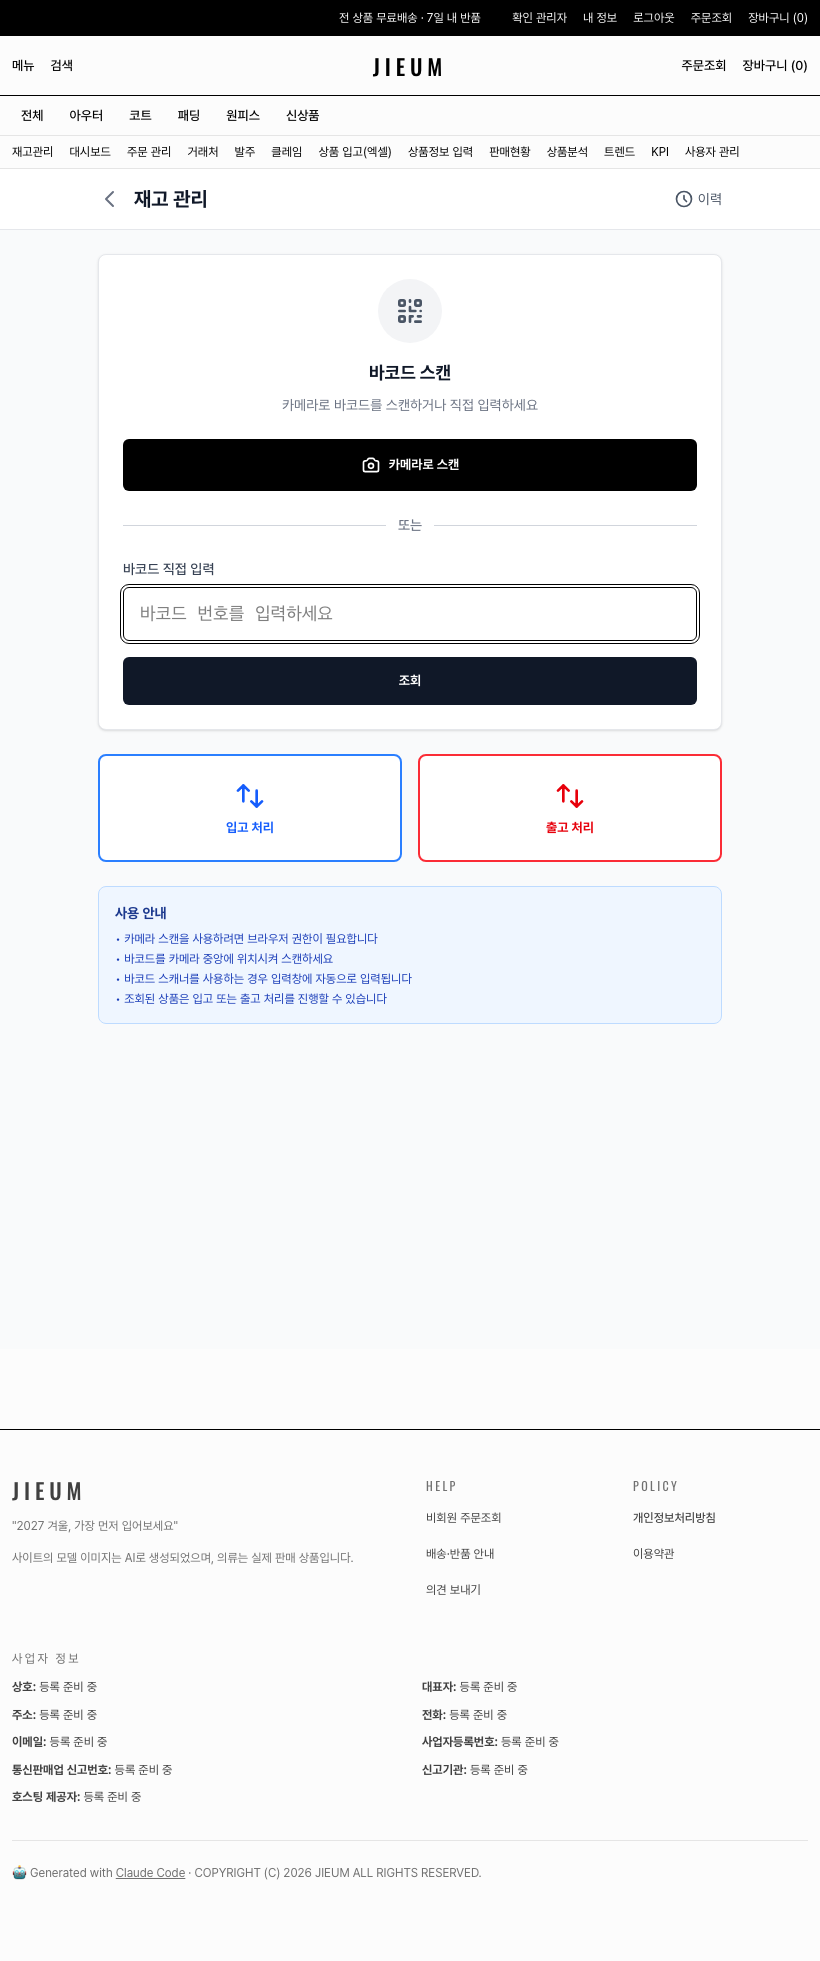 전 상품 무료배송 · 7일 내 반품 확인 관리자 내 정보 로그아웃 주문조회 장바구니 (0)
메뉴 검색 JIEUM 주문조회 장바구니 (0)
전체 아우터 코트 패딩 원피스 신상품
재고관리 대시보드 주문 관리 거래처 발주 클레임 상품 입고(엑셀) 상품정보 입력 판매현황 상품분석 트렌드 KPI 사용자 관리
재고 관리 이력
바코드 스캔
카메라로 바코드를 스캔하거나 직접 입력하세요
카메라로 스캔
또는
바코드 직접 입력
바코드 번호를 입력하세요
조회
입고 처리 출고 처리
사용 안내
• 카메라 스캔을 사용하려면 브라우저 권한이 필요합니다
• 바코드를 카메라 중앙에 위치시켜 스캔하세요
• 바코드 스캐너를 사용하는 경우 입력창에 자동으로 입력됩니다
• 조회된 상품은 입고 또는 출고 처리를 진행할 수 있습니다
JIEUM
"2027 겨울, 가장 먼저 입어보세요"
사이트의 모델 이미지는 AI로 생성되었으며, 의류는 실제 판매 상품입니다.
HELP
비회원 주문조회
배송·반품 안내
의견 보내기
POLICY
개인정보처리방침
이용약관
사업자 정보
상호: 등록 준비 중
대표자: 등록 준비 중
주소: 등록 준비 중
전화: 등록 준비 중
이메일: 등록 준비 중
사업자등록번호: 등록 준비 중
통신판매업 신고번호: 등록 준비 중
신고기관: 등록 준비 중
호스팅 제공자: 등록 준비 중
🤖 Generated with Claude Code · COPYRIGHT (C) 2026 JIEUM ALL RIGHTS RESERVED.